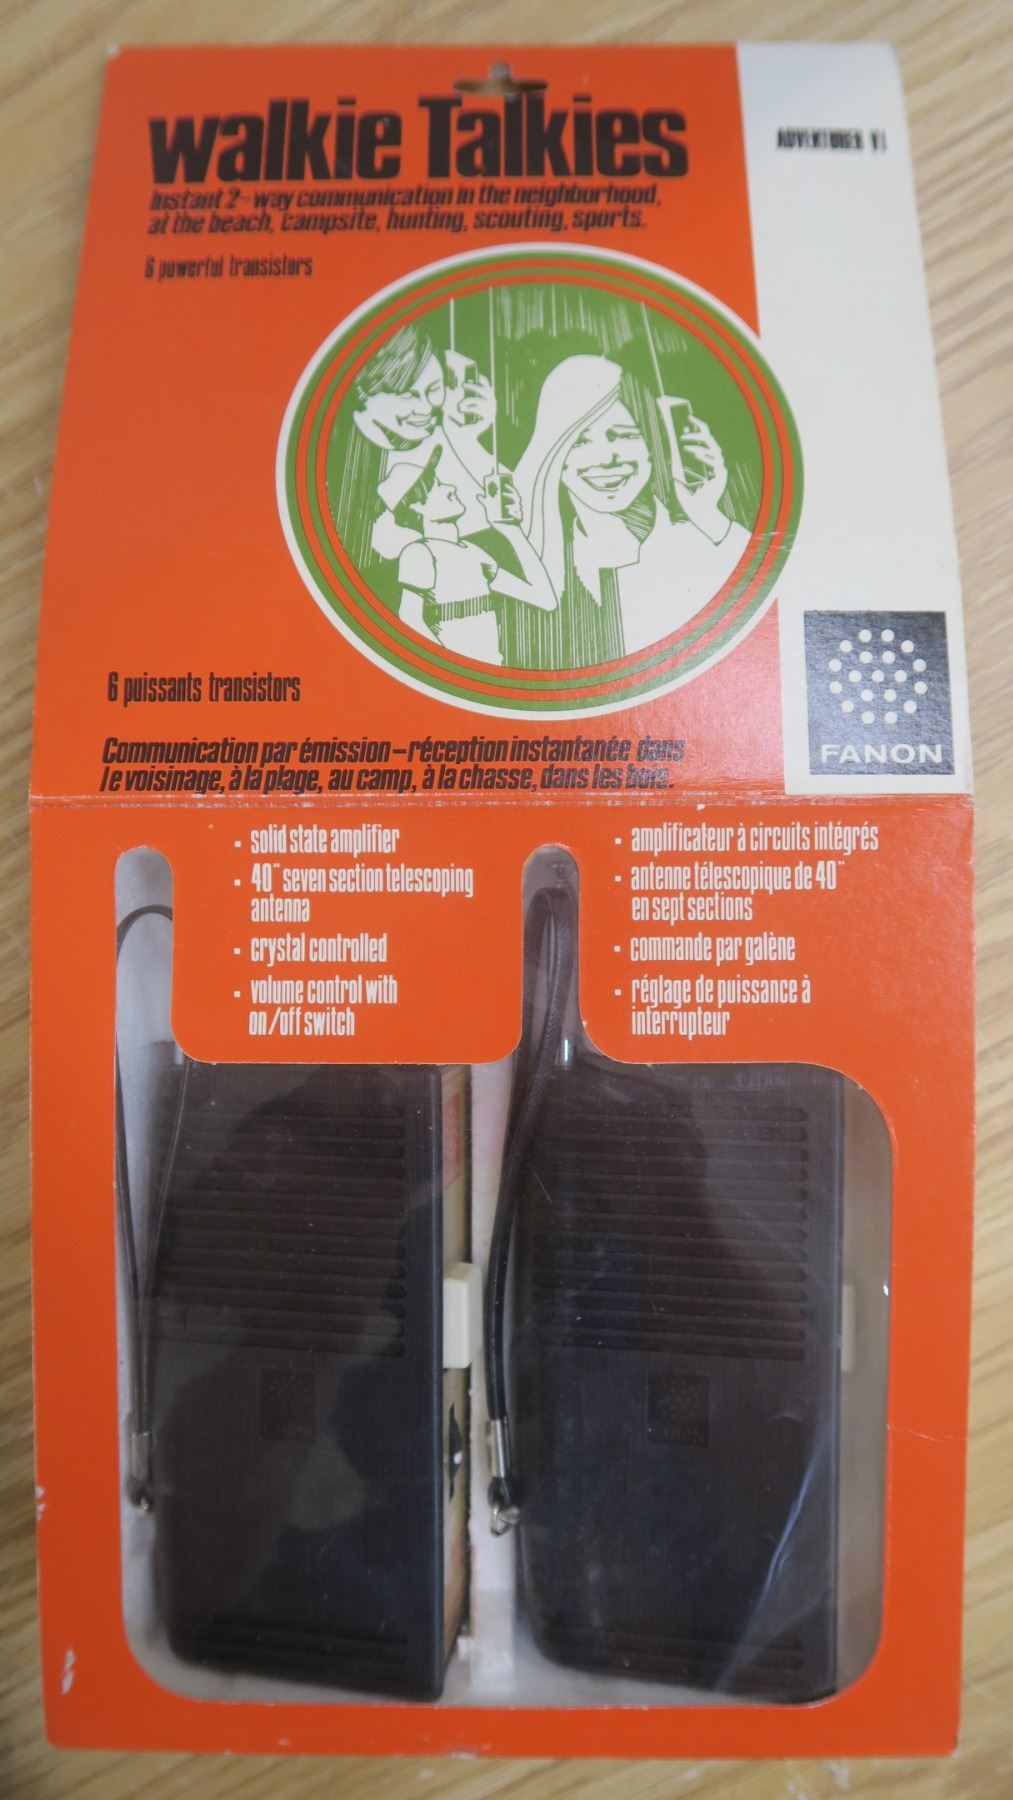 walkie Talkies
Instant 2-way communication in the neighborhood,
at the beach, campsite, hunting, scouting, sports.
ADVENTURER VI
6 powerful transistors
6 puissants transistors
Communication par émission-réception instantanée dans
le voisinage, à la plage, au camp, à la chasse, dans les bois.
FANON
· solid state amplifier
· 40" seven section telescoping
antenna
· crystal controlled
· volume control with
on/off switch
· amplificateur à circuits intégrés
· antenne télescopique de 40"
en sept sections
· commande par galène
· réglage de puissance à
interrupteur
FANON